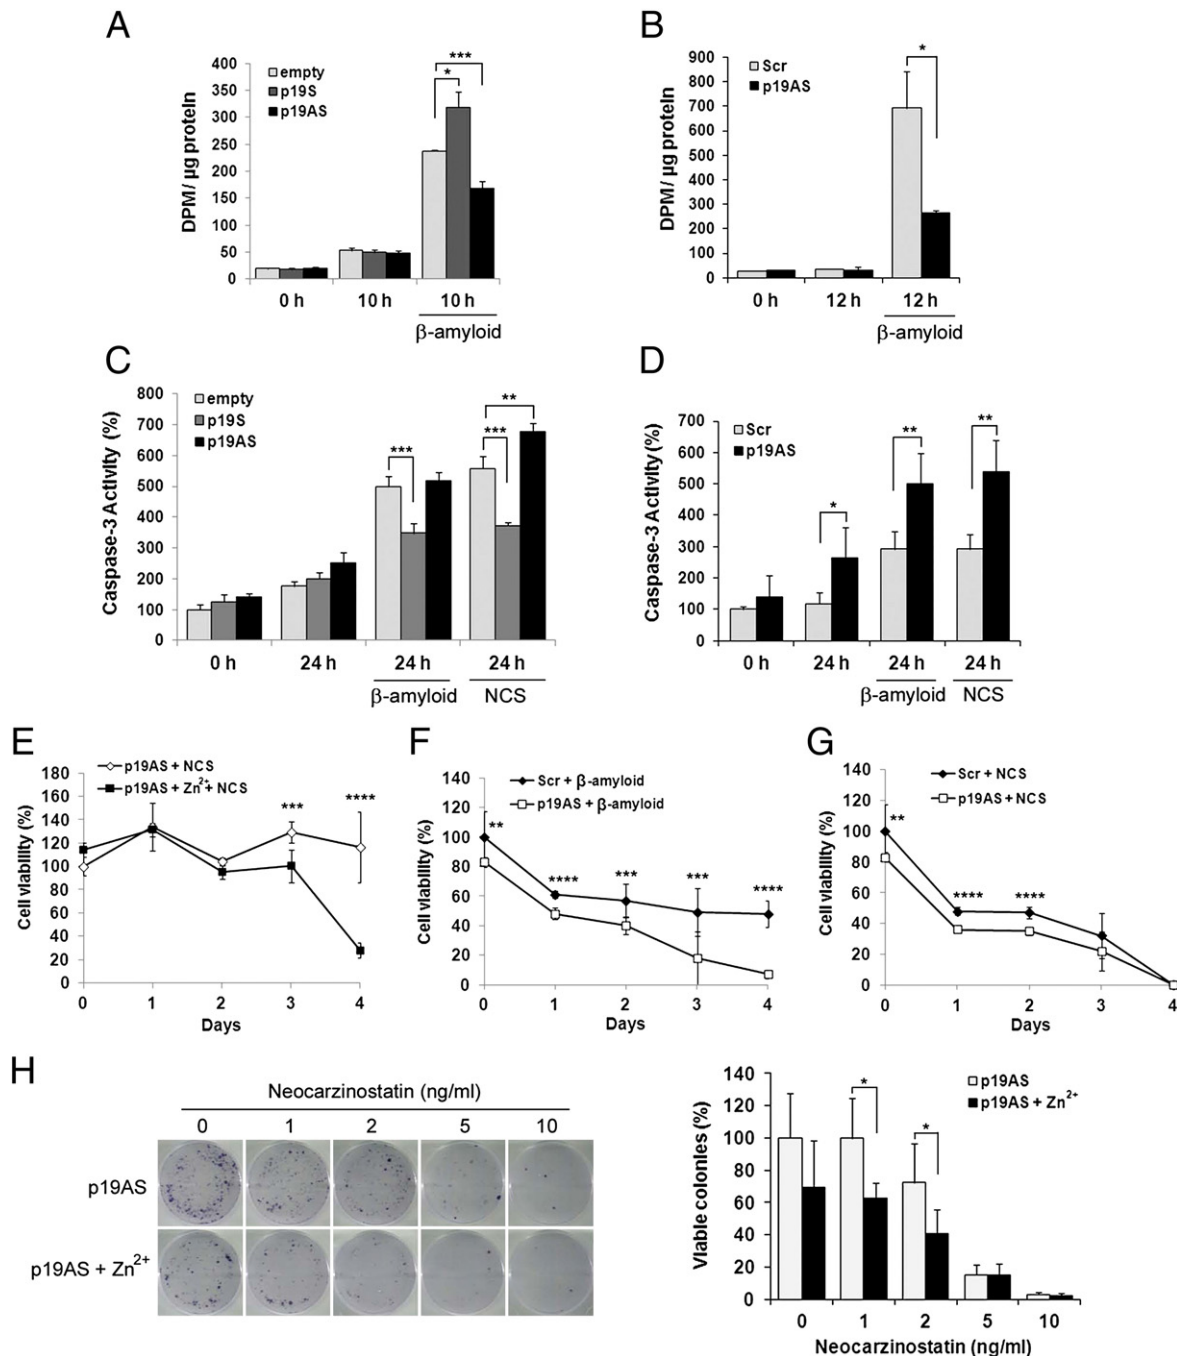 A
400
350
300
250
200
150
100
50
0
DPM/ µg protein
empty
p19S
p19AS
***
*
0 h
10 h
10 h
β-amyloid
B
900
800
700
600
500
400
300
200
100
0
DPM/ µg protein
Scr
p19AS
*
0 h
12 h
12 h
β-amyloid
C
800
700
600
500
400
300
200
100
0
Caspase-3 Activity (%)
empty
p19S
p19AS
***
**
***
0 h
24 h
24 h
24 h
β-amyloid
NCS
D
700
600
500
400
300
200
100
0
Caspase-3 Activity (%)
Scr
p19AS
*
**
**
0 h
24 h
24 h
24 h
β-amyloid
NCS
E
180
160
140
120
100
80
60
40
20
0
Cell viability (%)
p19AS + NCS
p19AS + Zn²⁺ + NCS
***
****
0 1 2 3 4
Days
F
140
120
100
80
60
40
20
0
Cell viability (%)
Scr + β-amyloid
p19AS + β-amyloid
**
****
***
***
****
0 1 2 3 4
Days
G
140
120
100
80
60
40
20
0
Cell viability (%)
Scr + NCS
p19AS + NCS
**
****
****
0 1 2 3 4
Days
H
Neocarzinostatin (ng/ml)
0 1 2 5 10
p19AS
p19AS + Zn²⁺
140
120
100
80
60
40
20
0
Viable colonies (%)
p19AS
p19AS + Zn²⁺
*
*
0 1 2 5 10
Neocarzinostatin (ng/ml)